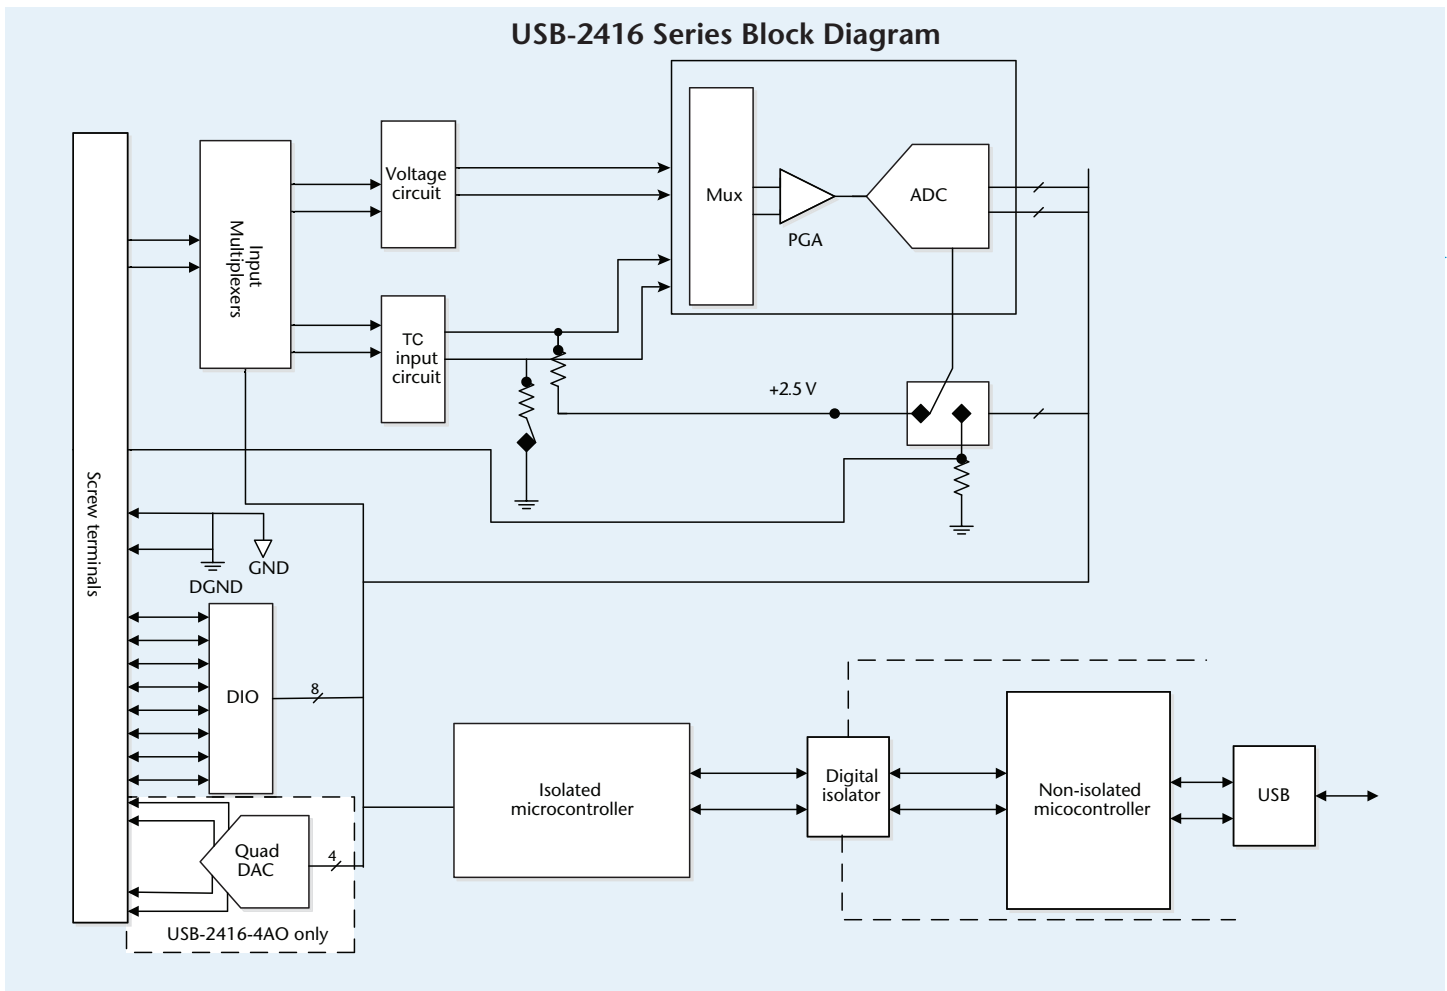 USB-2416 Series Block Diagram
Voltage
circuit
Mux
ADC
PGA
Input
Multiplexers
TC
input
circuit
+2.5 V
Screw terminals
GND
DGND
DIO
8
Quad
DAC
4
USB-2416-4AO only
Isolated
microcontroller
Digital
isolator
Non-isolated
micocontroller
USB